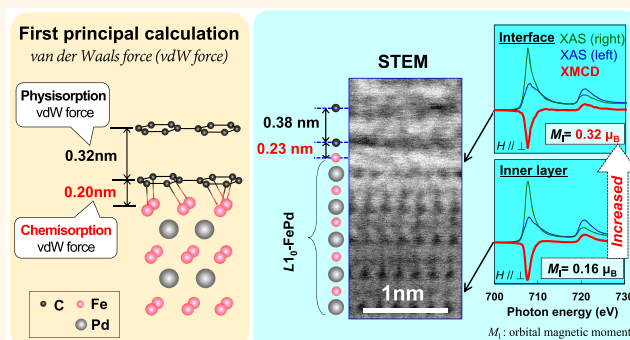 First principal calculation
van der Waals force (vdW force)
Physisorption
vdW force
0.32nm
0.20nm
Chemisorption
vdW force
C
Fe
Pd
STEM
0.38 nm
0.23 nm
L10-FePd
1nm
Interface
XAS (right)
XAS (left)
XMCD
H // ⊥
Ml= 0.32 μB
Increased
Inner layer
H // ⊥
Ml= 0.16 μB
700 710 720 730
Photon energy (eV)
Ml : orbital magnetic moment